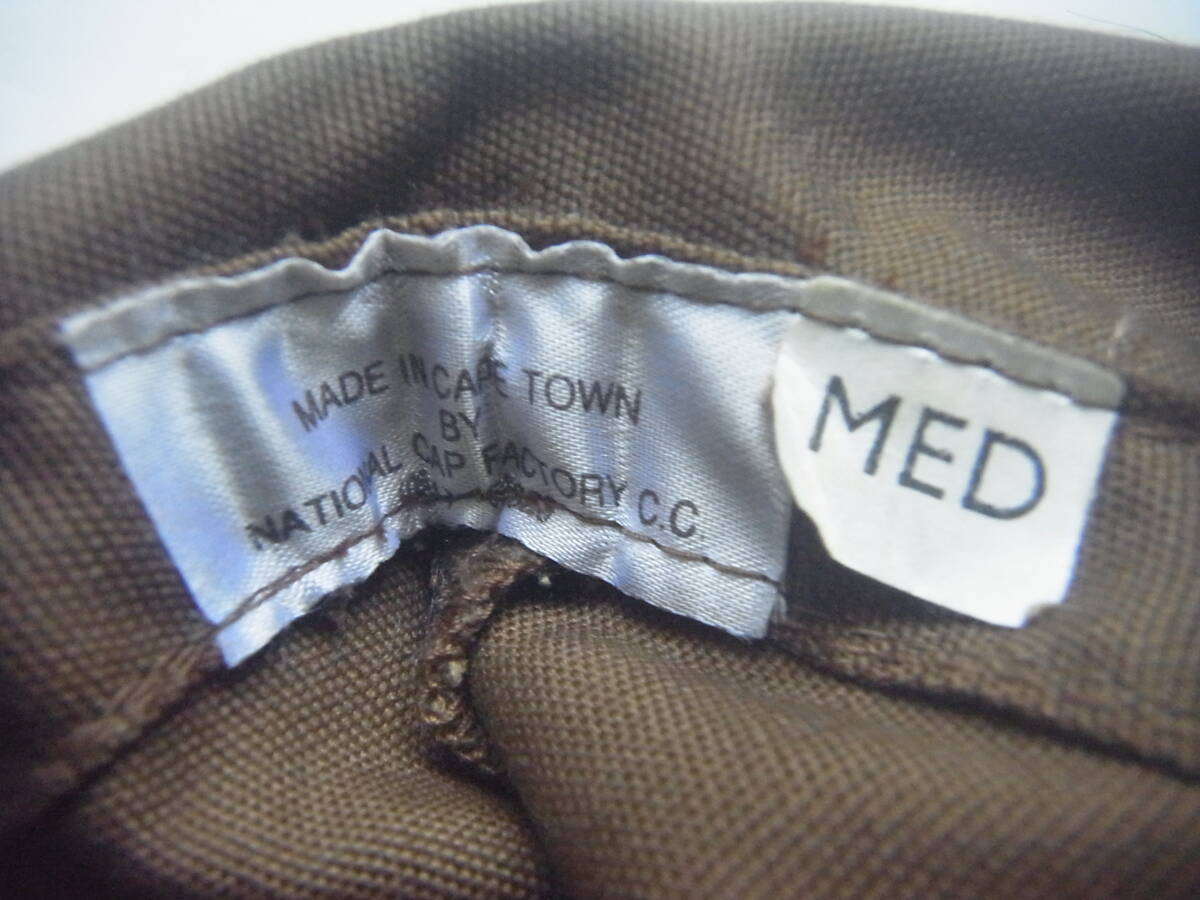 MADE IN CAPE TOWN
BY
NATIONAL CAP FACTORY C.C.
MED